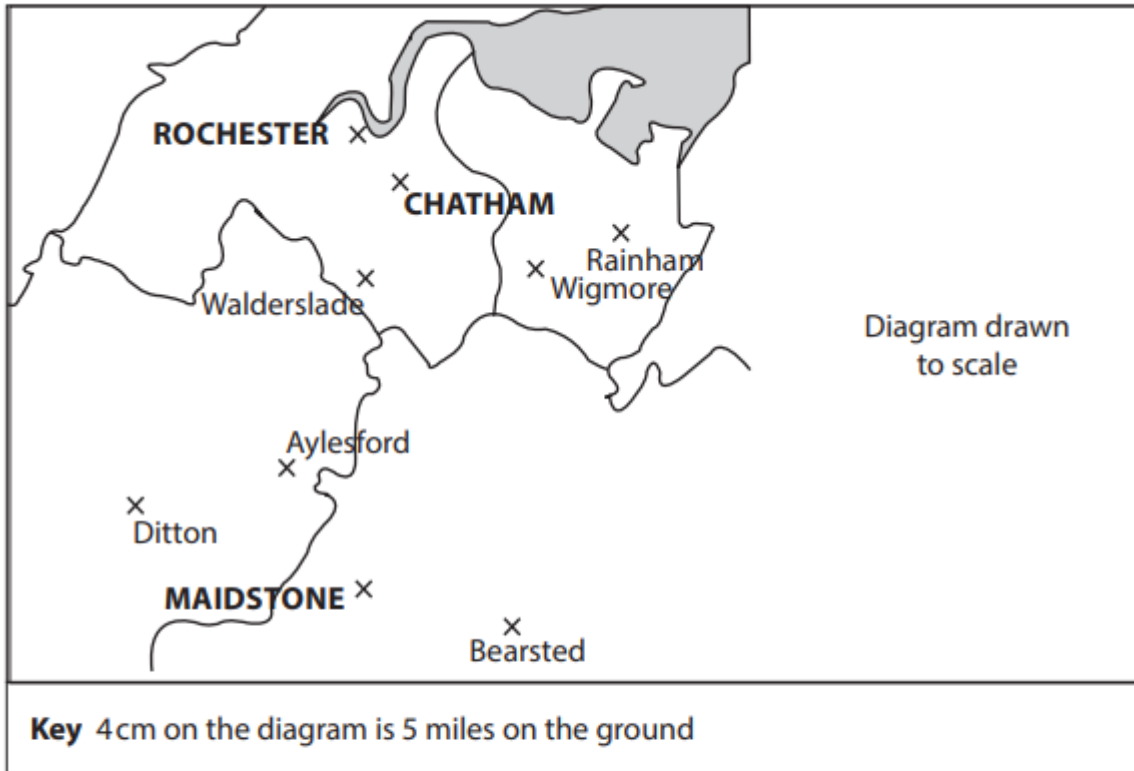 ROCHESTER
CHATHAM
Rainham
Wigmore
Walderslade
Diagram drawn
to scale
Aylesford
Ditton
MAIDSTONE
Bearsted
Key 4 cm on the diagram is 5 miles on the ground